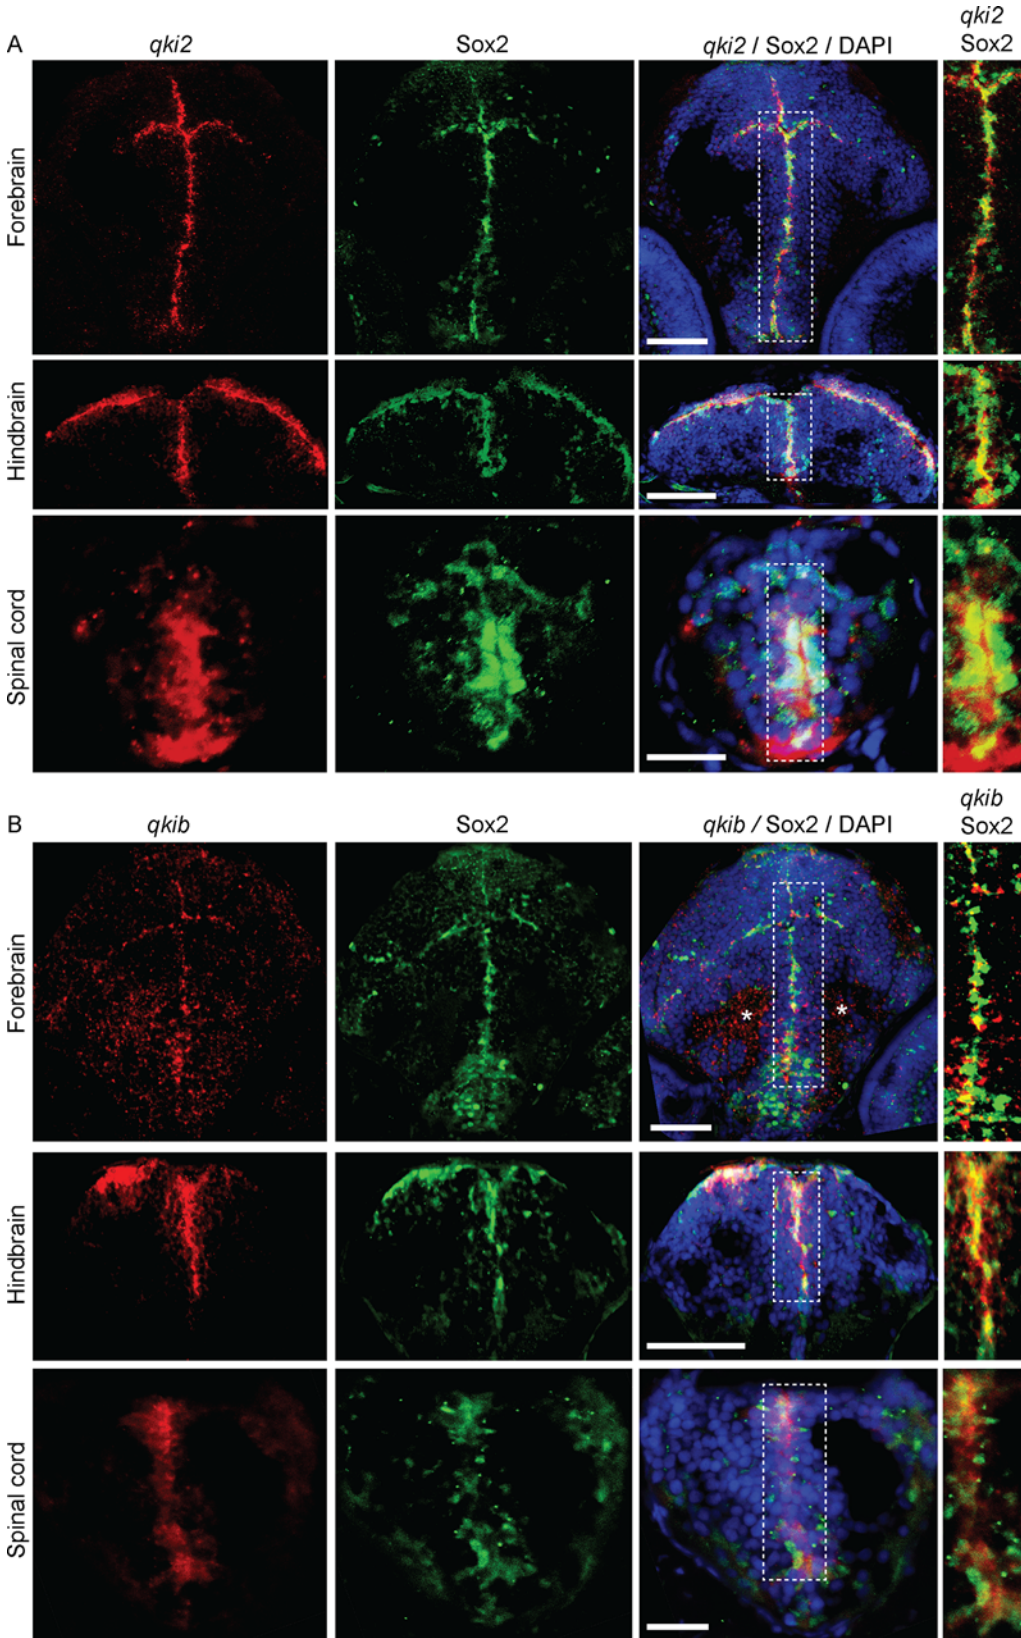 qki2
A qki2 Sox2 qki2 / Sox2 / DAPI Sox2
Forebrain
Hindbrain
Spinal cord
qkib
B qkib Sox2 qkib / Sox2 / DAPI Sox2
Forebrain
*
*
Hindbrain
Spinal cord